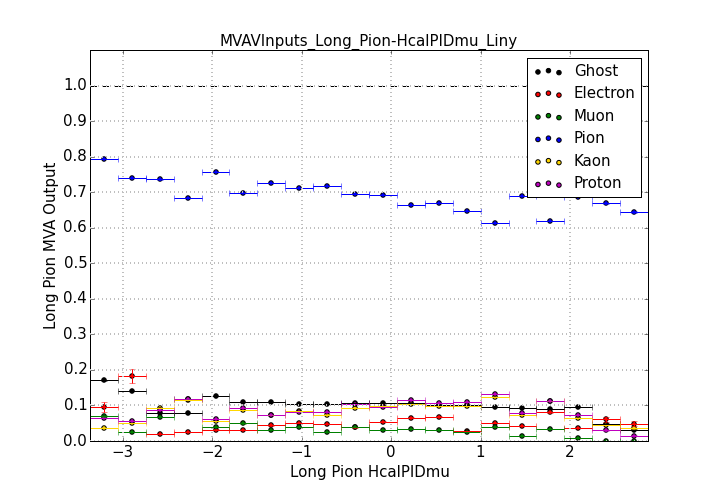 MVAVInputs_Long_Pion-HcalPIDmu_Liny
1.0
0.9
0.8
0.7
0.6
0.5
0.4
0.3
0.2
0.1
0.0
Long Pion MVA Output
Ghost
Electron
Muon
Pion
Kaon
Proton
−3 −2 −1 0 1 2
Long Pion HcalPIDmu